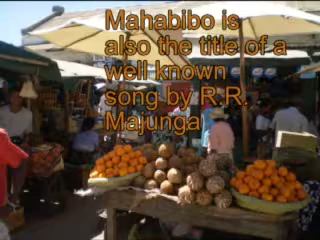 Mahabibo is
also the title of a
well known
song by R.R.
Majunga